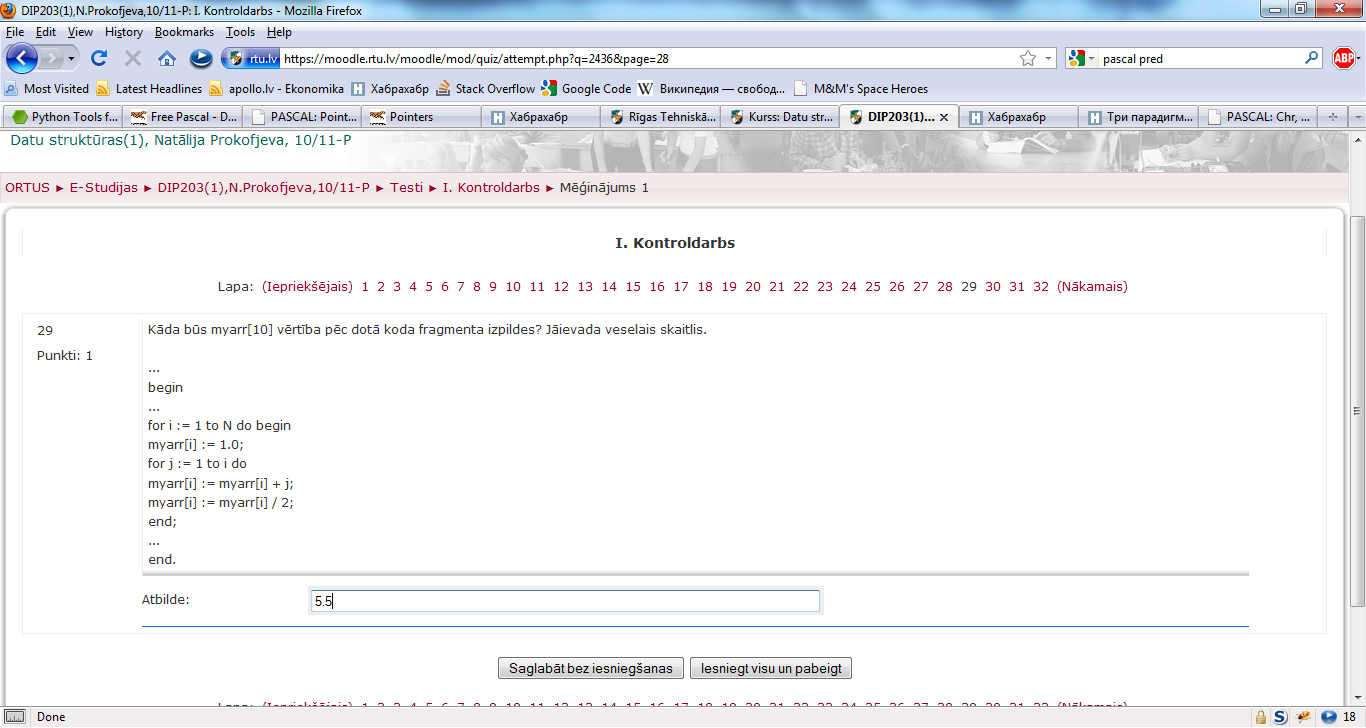 DIP203(1),N.Prokofjeva,10/11-P: I. Kontroldarbs - Mozilla Firefox
File Edit View History Bookmarks Tools Help
rtu.lv https://moodle.rtu.lv/moodle/mod/quiz/attempt.php?q=2436&page=28 pascal pred ABP
Most Visited Latest Headlines apollo.lv - Ekonomika Хабрахабр Stack Overflow Google Code Википедия — свобод... M&M's Space Heroes
Python Tools f... Free Pascal - D... PASCAL: Point... Pointers Хабрахабр Rīgas Tehniskā... Kurss: Datu str... DIP203(1)... Хабрахабр Три парадигм... PASCAL: Chr, ...
Datu struktūras(1), Natālija Prokofjeva, 10/11-P
ORTUS ► E-Studijas ► DIP203(1),N.Prokofjeva,10/11-P ► Testi ► I. Kontroldarbs ► Mēģinājums 1
I. Kontroldarbs
Lapa: (Iepriekšējais) 1 2 3 4 5 6 7 8 9 10 11 12 13 14 15 16 17 18 19 20 21 22 23 24 25 26 27 28 29 30 31 32 (Nākamais)
29
Punkti: 1
Kāda būs myarr[10] vērtība pēc dotā koda fragmenta izpildes? Jāievada veselais skaitlis.
...
begin
...
for i := 1 to N do begin
myarr[i] := 1.0;
for j := 1 to i do
myarr[i] := myarr[i] + j;
myarr[i] := myarr[i] / 2;
end;
...
end.
Atbilde: 5.5
Saglabāt bez iesniegšanas Iesniegt visu un pabeigt
Lapa: (Iepriekšējais) 1 2 3 4 5 6 7 8 9 10 11 12 13 14 15 16 17 18 19 20 21 22 23 24 25 26 27 28 29 30 31 32 (Nākamais)
Done 18